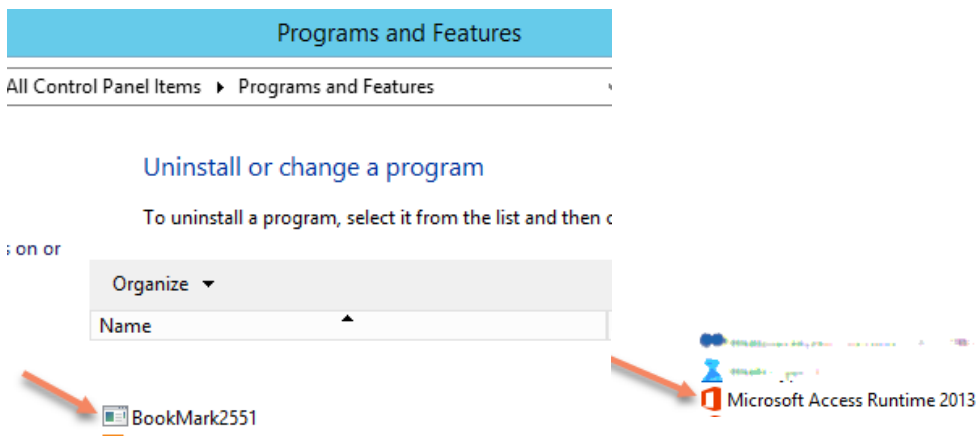 Programs and Features
All Control Panel Items ▸ Programs and Features
Uninstall or change a program
To uninstall a program, select it from the list and then
s on or
Organize
Name
BookMark2551
Microsoft Access Runtime 2013